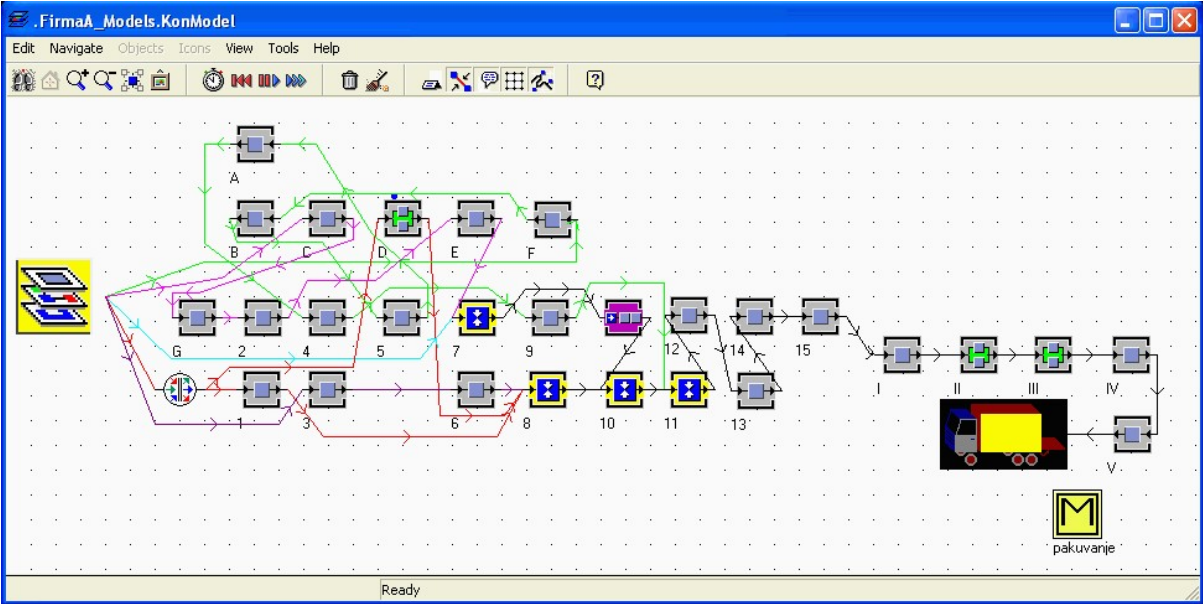 .FirmaA_Models.KonModel
Edit Navigate Objects Icons View Tools Help
A
B C D E F
G 2 4 5 7 9 12 14 15
I II III IV
1 3 6 8 10 11 13
V
M
pakuvanje
Ready